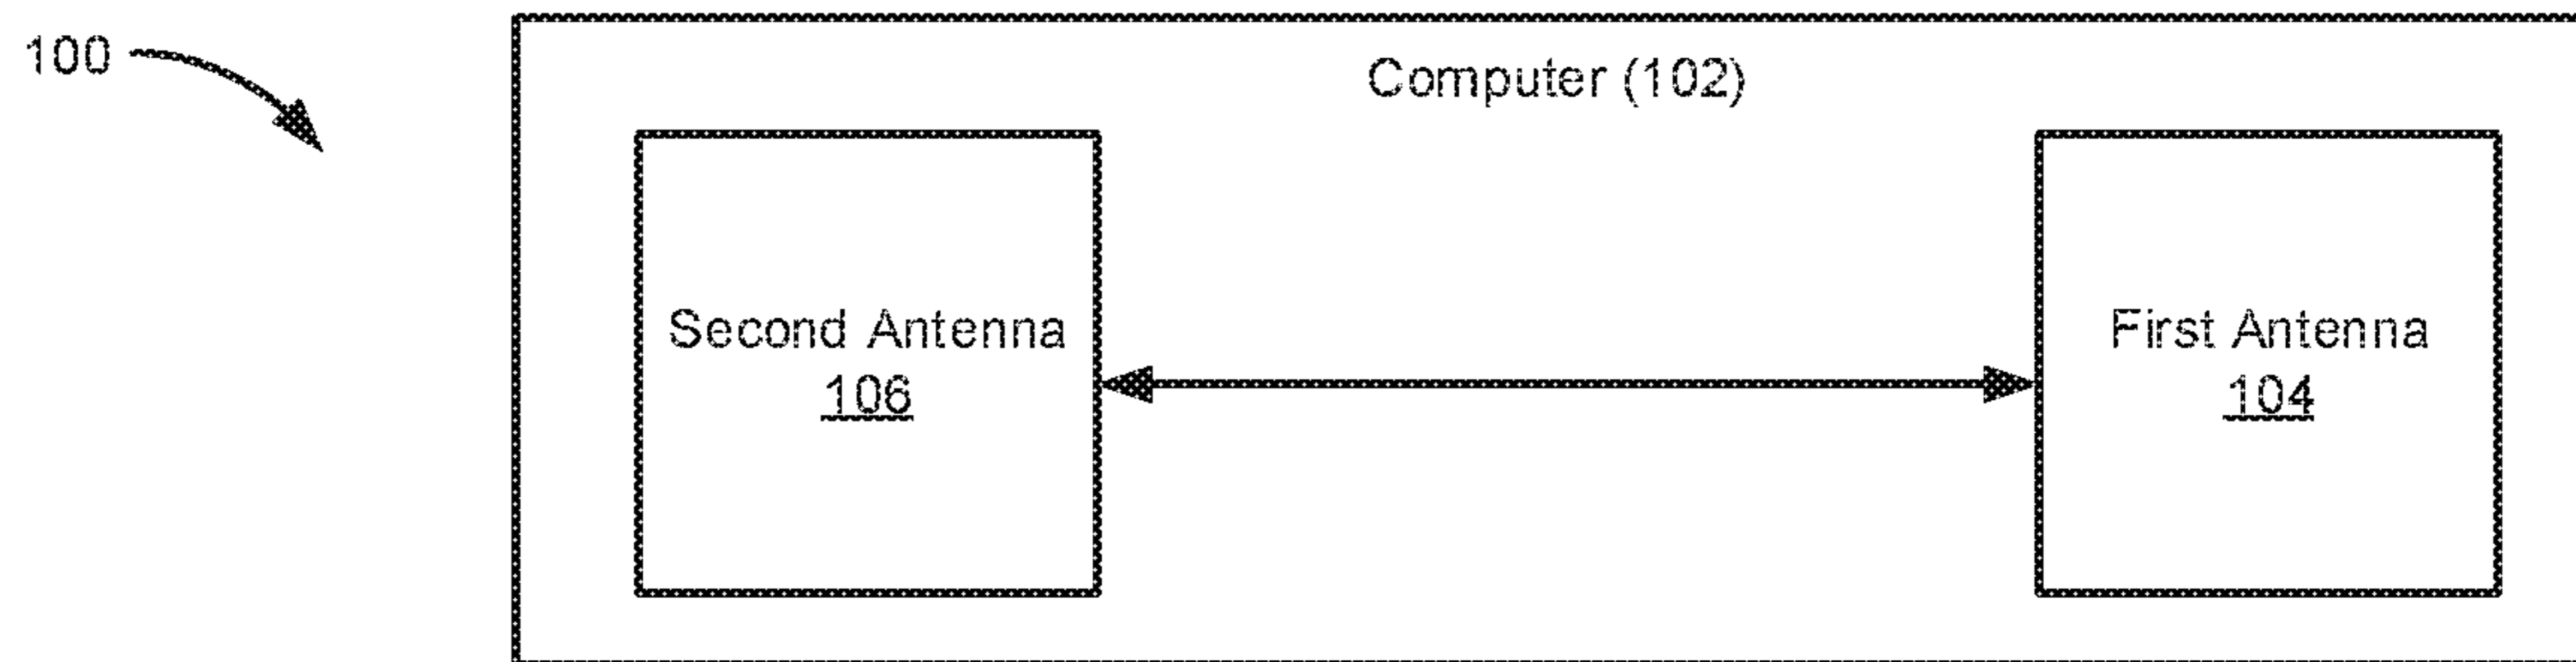 100
Computer (102)
Second Antenna
106
First Antenna
104